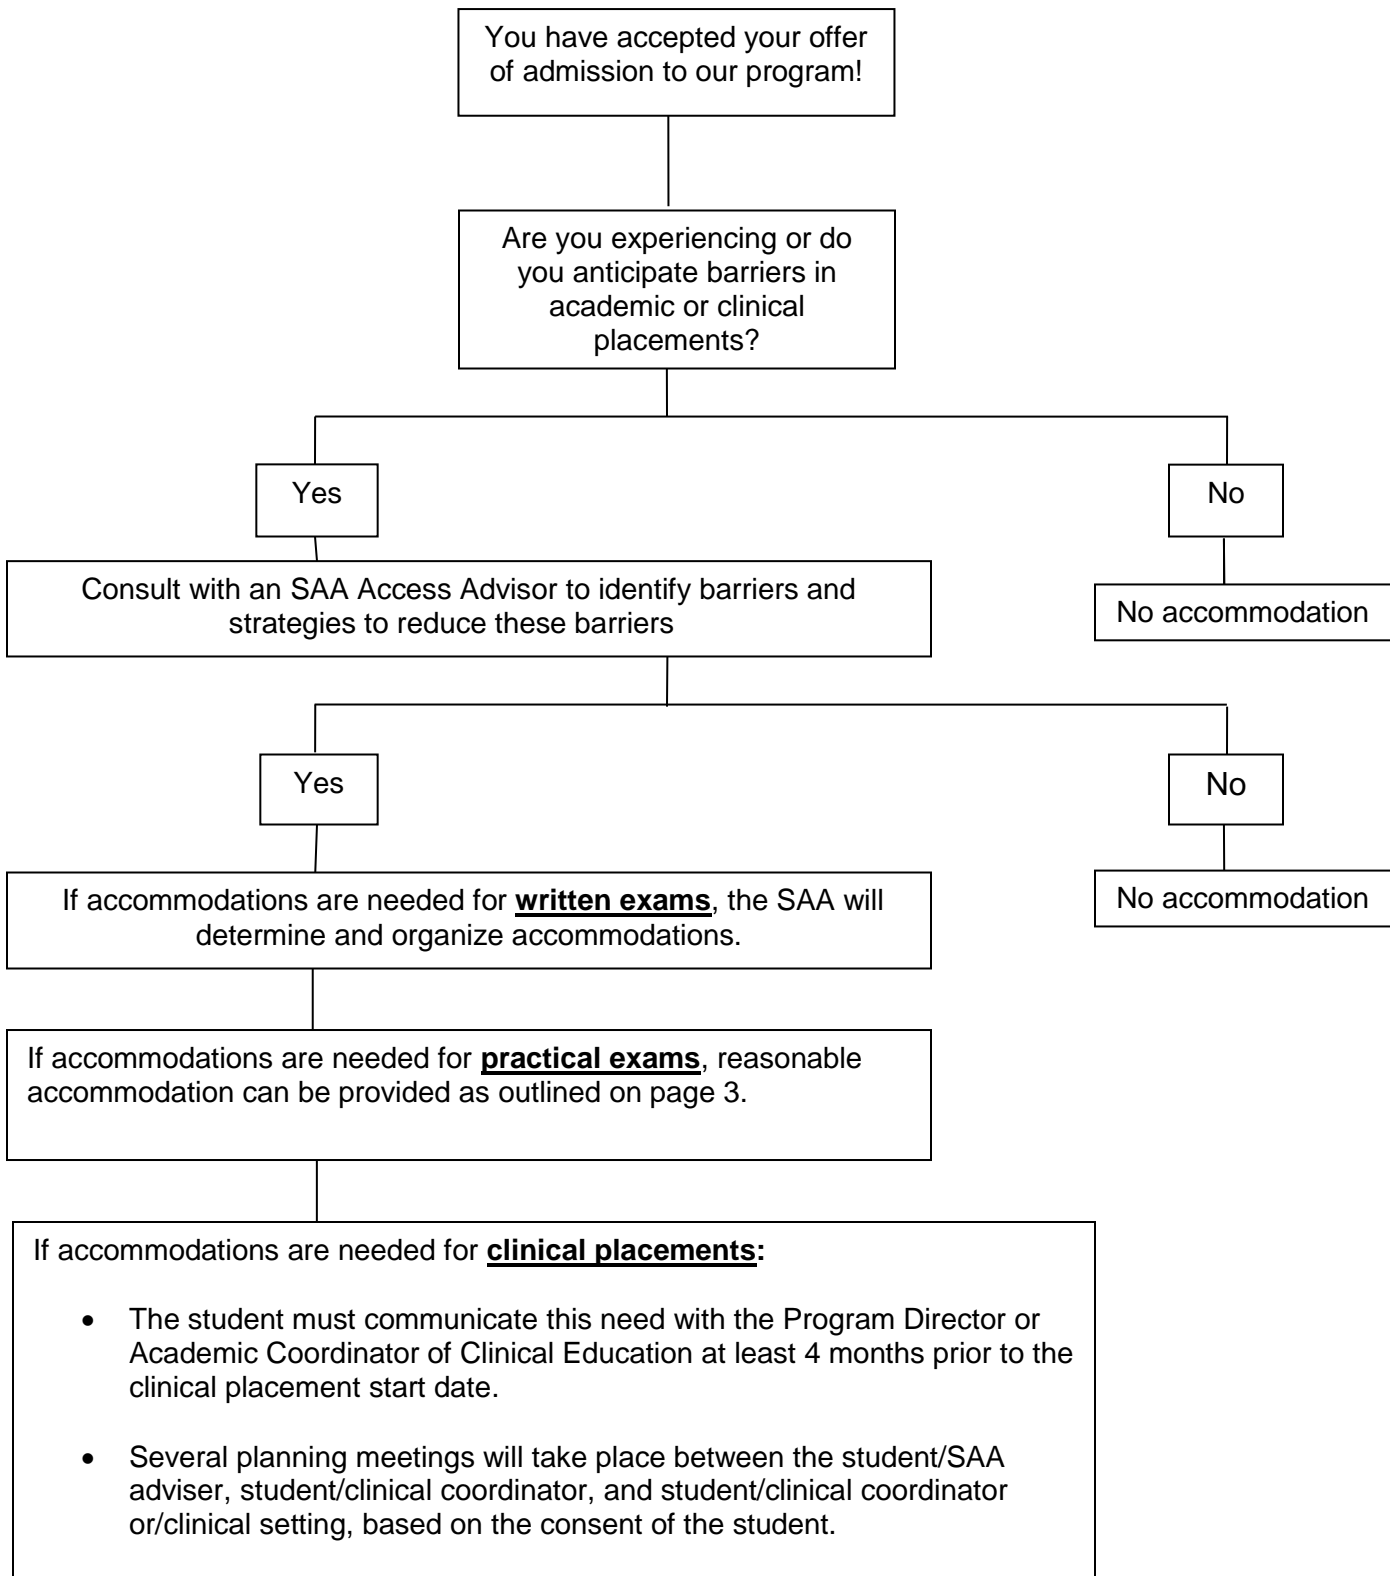 You have accepted your offer
of admission to our program!
Are you experiencing or do
you anticipate barriers in
academic or clinical
placements?
Yes
No
Consult with an SAA Access Advisor to identify barriers and
strategies to reduce these barriers
No accommodation
Yes
No
If accommodations are needed for written exams, the SAA will
determine and organize accommodations.
No accommodation
If accommodations are needed for practical exams, reasonable
accommodation can be provided as outlined on page 3.
If accommodations are needed for clinical placements:
• The student must communicate this need with the Program Director or
Academic Coordinator of Clinical Education at least 4 months prior to the
clinical placement start date.
• Several planning meetings will take place between the student/SAA
adviser, student/clinical coordinator, and student/clinical coordinator
or/clinical setting, based on the consent of the student.